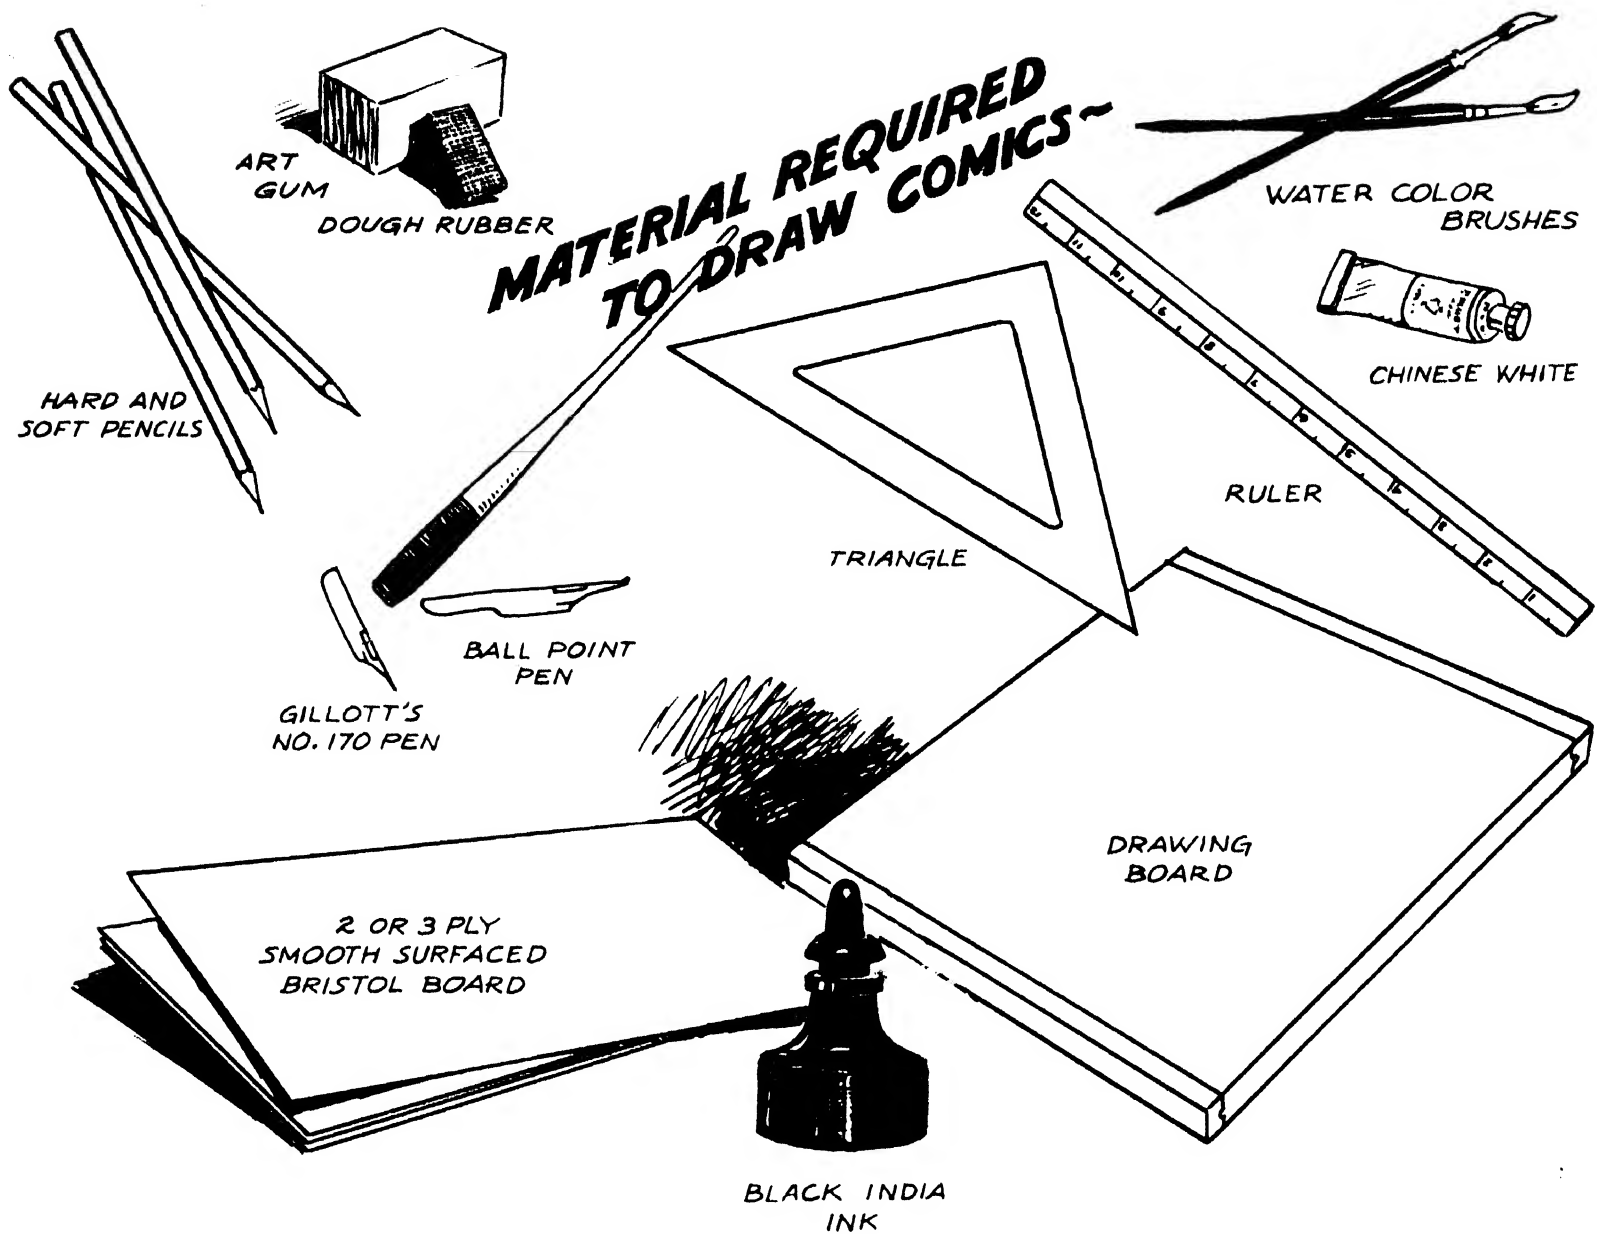 MATERIAL REQUIRED
TO DRAW COMICS~
ART
GUM
DOUGH RUBBER
WATER COLOR
BRUSHES
CHINESE WHITE
HARD AND
SOFT PENCILS
RULER
TRIANGLE
BALL POINT
PEN
GILLOTT'S
NO. 170 PEN
DRAWING
BOARD
2 OR 3 PLY
SMOOTH SURFACED
BRISTOL BOARD
BLACK INDIA
INK